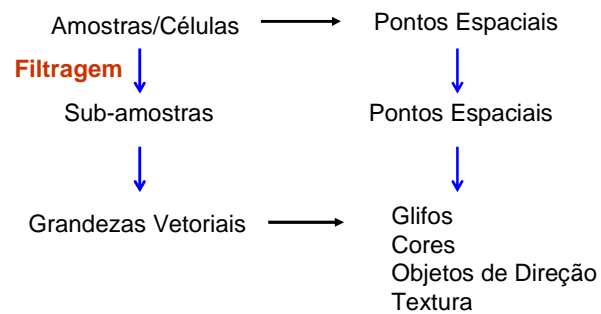 Amostras/Células
Pontos Espaciais
Filtragem
Sub-amostras
Pontos Espaciais
Grandezas Vetoriais
Glifos
Cores
Objetos de Direção
Textura